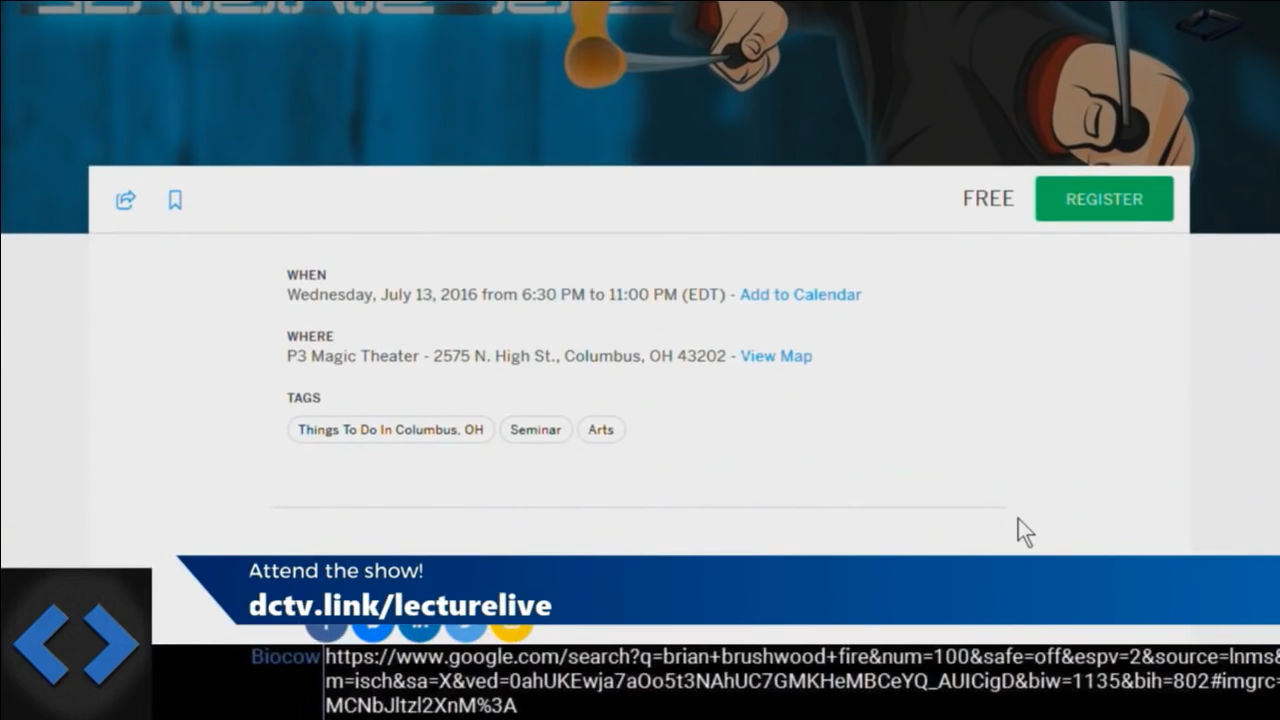 FREE
REGISTER
WHEN
Wednesday, July 13, 2016 from 6:30 PM to 11:00 PM (EDT) - Add to Calendar
WHERE
P3 Magic Theater - 2575 N. High St., Columbus, OH 43202 - View Map
TAGS
Things To Do In Columbus, OH Seminar Arts
Attend the show!
dctv.link/lecturelive
Biocow https://www.google.com/search?q=brian+brushwood+fire&num=100&safe=off&espv=2&source=lnms&
m=isch&sa=X&ved=0ahUKEwja7aOo5t3NAhUC7GMKHeMBCeYQ_AUICigD&biw=1135&bih=802#imgrc=
MCNbJltzl2XnM%3A